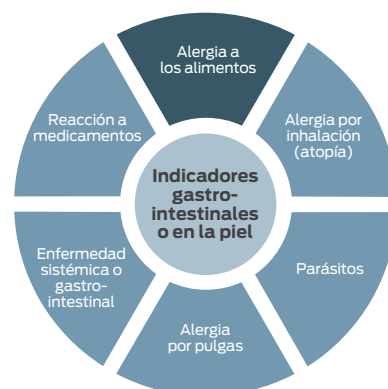 Alergia a
los alimentos
Alergia por
inhalación
(atopía)
Parásitos
Alergia
por pulgas
Enfermedad
sistémica o
gastro-
intestinal
Reacción a
medicamentos
Indicadores
gastro-
intestinales
o en la piel